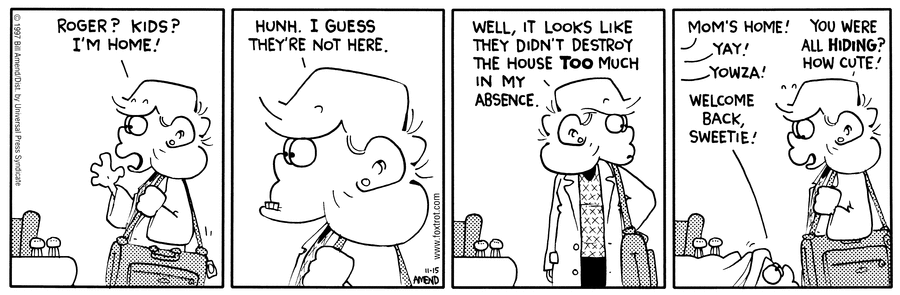 © 1997 Bill Amend/Dist. by Universal Press Syndicate
ROGER? KIDS?
I'M HOME!
HUNH. I GUESS
THEY'RE NOT HERE.
www.foxtrot.com
11-15
AMEND
WELL, IT LOOKS LIKE
THEY DIDN'T DESTROY
THE HOUSE TOO MUCH
IN MY
ABSENCE.
MOM'S HOME!
YAY!
YOWZA!
WELCOME
BACK,
SWEETIE!
YOU WERE
ALL HIDING?
HOW CUTE!